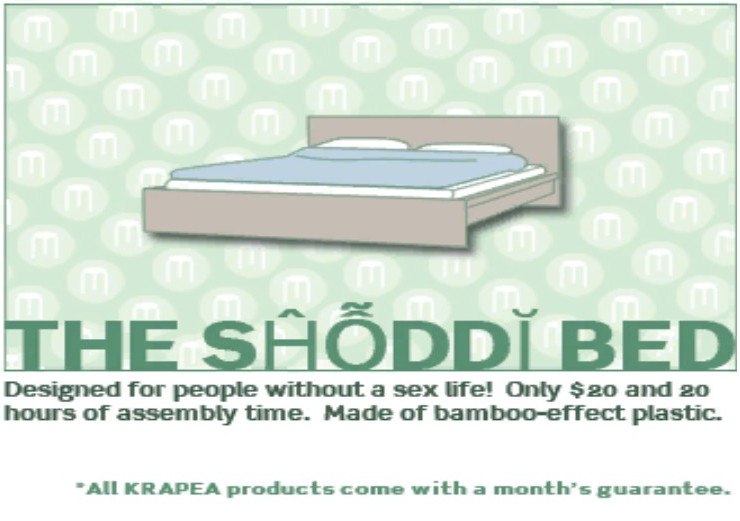 THE SĤỖDDĬ BED
Designed for people without a sex life! Only $20 and 20
hours of assembly time. Made of bamboo-effect plastic.
*All KRAPEA products come with a month's guarantee.